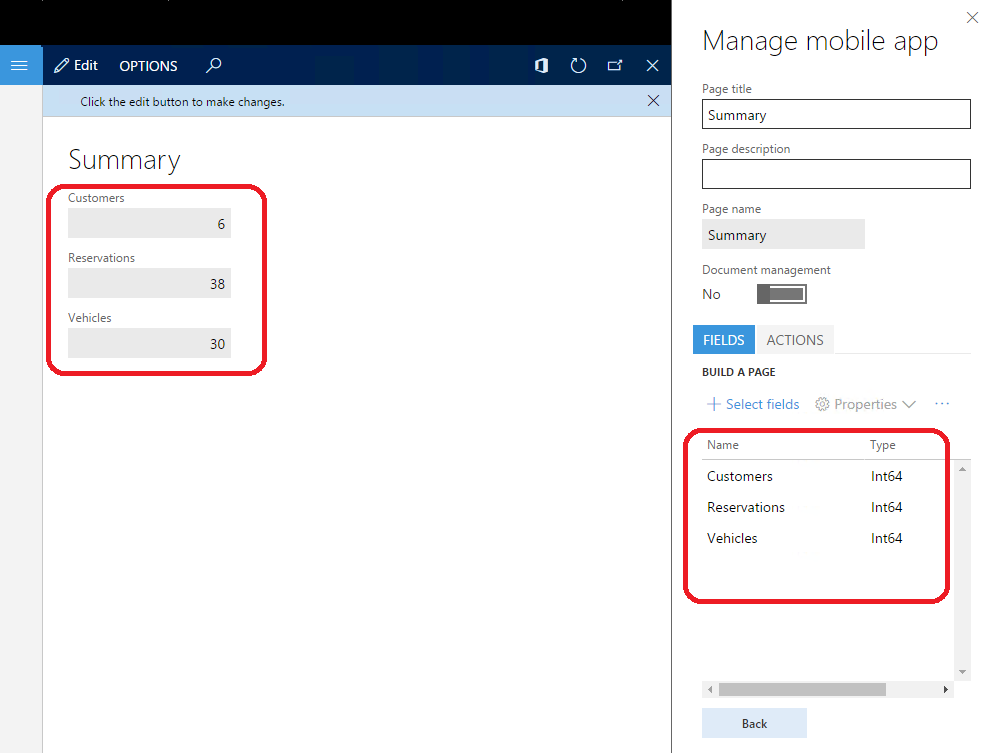 Edit OPTIONS
Click the edit button to make changes.
Summary
Customers
6
Reservations
38
Vehicles
30
Manage mobile app
Page title
Summary
Page description
Page name
Summary
Document management
No
FIELDS ACTIONS
BUILD A PAGE
Select fields Properties ...
Name Type
Customers Int64
Reservations Int64
Vehicles Int64
Back